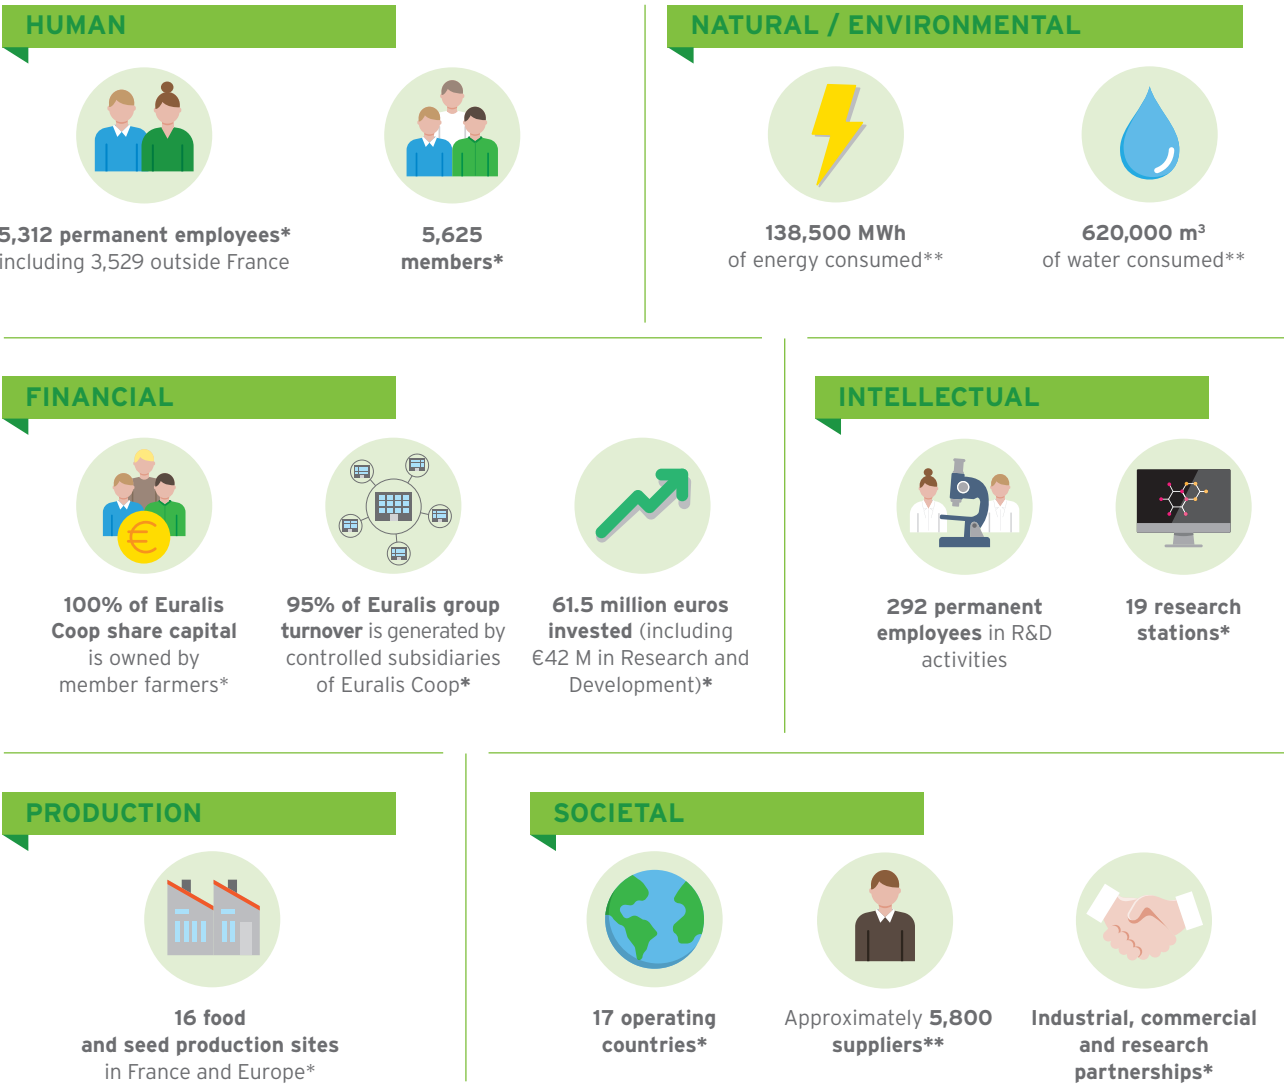 HUMAN
5,312 permanent employees*
including 3,529 outside France
5,625
members*
NATURAL / ENVIRONMENTAL
138,500 MWh
of energy consumed**
620,000 m³
of water consumed**
FINANCIAL
100% of Euralis
Coop share capital
is owned by
member farmers*
95% of Euralis group
turnover is generated by
controlled subsidiaries
of Euralis Coop*
61.5 million euros
invested (including
€42 M in Research and
Development)*
INTELLECTUAL
292 permanent
employees in R&D
activities
19 research
stations*
PRODUCTION
16 food
and seed production sites
in France and Europe*
SOCIETAL
17 operating
countries*
Approximately 5,800
suppliers**
Industrial, commercial
and research
partnerships*